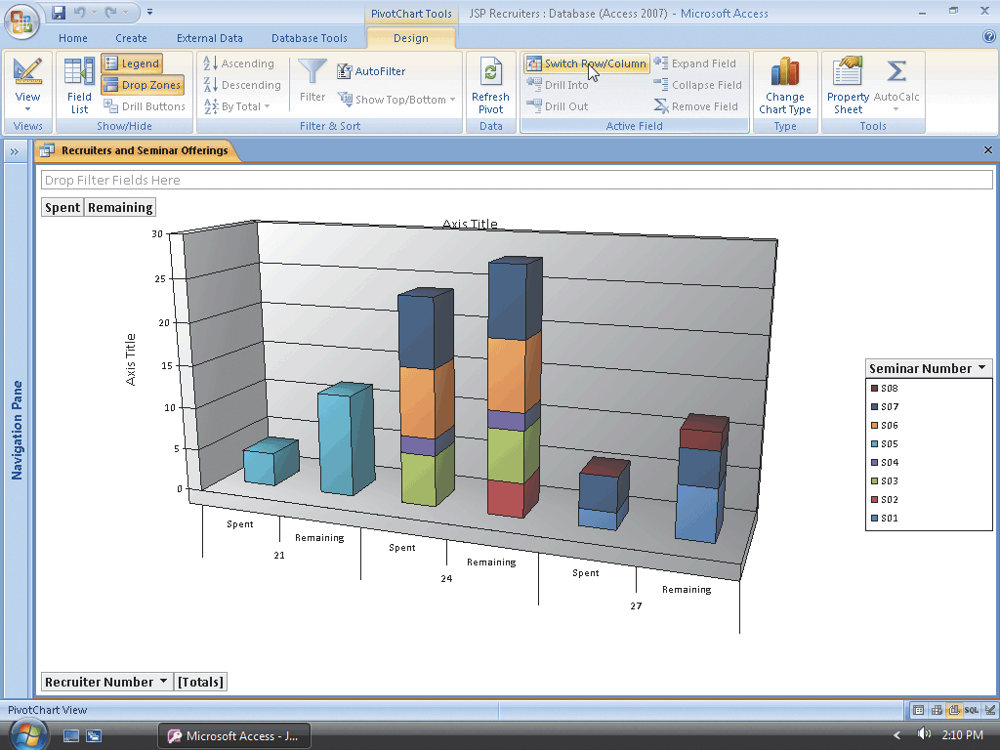 PivotChart Tools
JSP Recruiters : Database (Access 2007) - Microsoft Access
Home Create External Data Database Tools Design
View
Views
Field List
Legend
Drop Zones
Drill Buttons
Show/Hide
Ascending
Descending
By Total
Filter
AutoFilter
Show Top/Bottom
Filter & Sort
Refresh Pivot
Data
Switch Row/Column
Drill Into
Drill Out
Expand Field
Collapse Field
Remove Field
Active Field
Change Chart Type
Type
Property Sheet
AutoCalc
Tools
Recruiters and Seminar Offerings
Navigation Pane
Drop Filter Fields Here
Spent Remaining
Axis Title
Axis Title
30
25
20
15
10
5
0
Spent
Remaining
21
Spent
Remaining
24
Spent
Remaining
27
Seminar Number
S08
S07
S06
S05
S04
S03
S02
S01
Recruiter Number [Totals]
PivotChart View
SQL
Microsoft Access - J...
2:10 PM